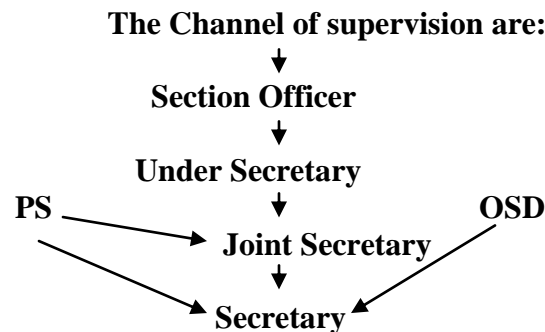 The Channel of supervision are:
Section Officer
Under Secretary
PS
OSD
Joint Secretary
Secretary